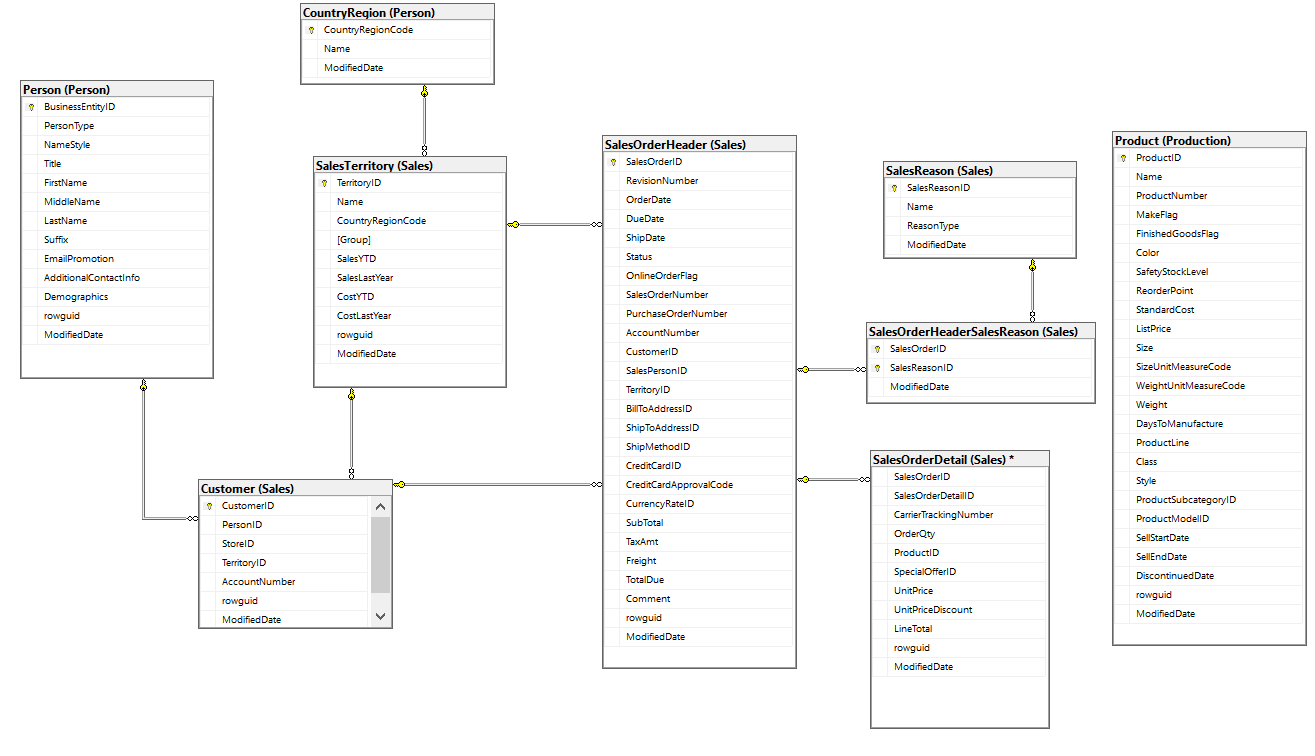 CountryRegion (Person)
CountryRegionCode
Name
ModifiedDate
Person (Person)
BusinessEntityID
PersonType
NameStyle
Title
FirstName
MiddleName
LastName
Suffix
EmailPromotion
AdditionalContactInfo
Demographics
rowguid
ModifiedDate
SalesTerritory (Sales)
TerritoryID
Name
CountryRegionCode
[Group]
SalesYTD
SalesLastYear
CostYTD
CostLastYear
rowguid
ModifiedDate
Customer (Sales)
CustomerID
PersonID
StoreID
TerritoryID
AccountNumber
rowguid
ModifiedDate
SalesOrderHeader (Sales)
SalesOrderID
RevisionNumber
OrderDate
DueDate
ShipDate
Status
OnlineOrderFlag
SalesOrderNumber
PurchaseOrderNumber
AccountNumber
CustomerID
SalesPersonID
TerritoryID
BillToAddressID
ShipToAddressID
ShipMethodID
CreditCardID
CreditCardApprovalCode
CurrencyRateID
SubTotal
TaxAmt
Freight
TotalDue
Comment
rowguid
ModifiedDate
SalesReason (Sales)
SalesReasonID
Name
ReasonType
ModifiedDate
SalesOrderHeaderSalesReason (Sales)
SalesOrderID
SalesReasonID
ModifiedDate
SalesOrderDetail (Sales) *
SalesOrderID
SalesOrderDetailID
CarrierTrackingNumber
OrderQty
ProductID
SpecialOfferID
UnitPrice
UnitPriceDiscount
LineTotal
rowguid
ModifiedDate
Product (Production)
ProductID
Name
ProductNumber
MakeFlag
FinishedGoodsFlag
Color
SafetyStockLevel
ReorderPoint
StandardCost
ListPrice
Size
SizeUnitMeasureCode
WeightUnitMeasureCode
Weight
DaysToManufacture
ProductLine
Class
Style
ProductSubcategoryID
ProductModelID
SellStartDate
SellEndDate
DiscontinuedDate
rowguid
ModifiedDate